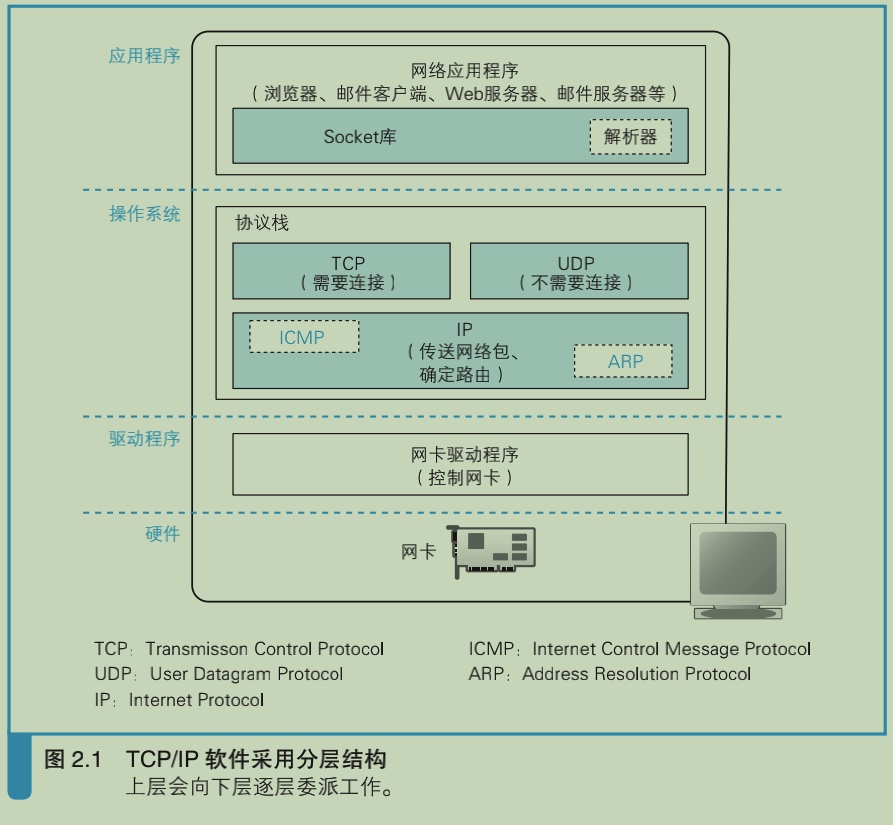 应用程序
网络应用程序
（浏览器、邮件客户端、Web服务器、邮件服务器等）
Socket库
解析器
操作系统
协议栈
TCP
（需要连接）
UDP
（不需要连接）
ICMP
IP
（传送网络包、
确定路由）
ARP
驱动程序
网卡驱动程序
（控制网卡）
硬件
网卡
TCP：Transmisson Control Protocol
UDP：User Datagram Protocol
IP：Internet Protocol
ICMP：Internet Control Message Protocol
ARP：Address Resolution Protocol
图 2.1 TCP/IP 软件采用分层结构
上层会向下层逐层委派工作。